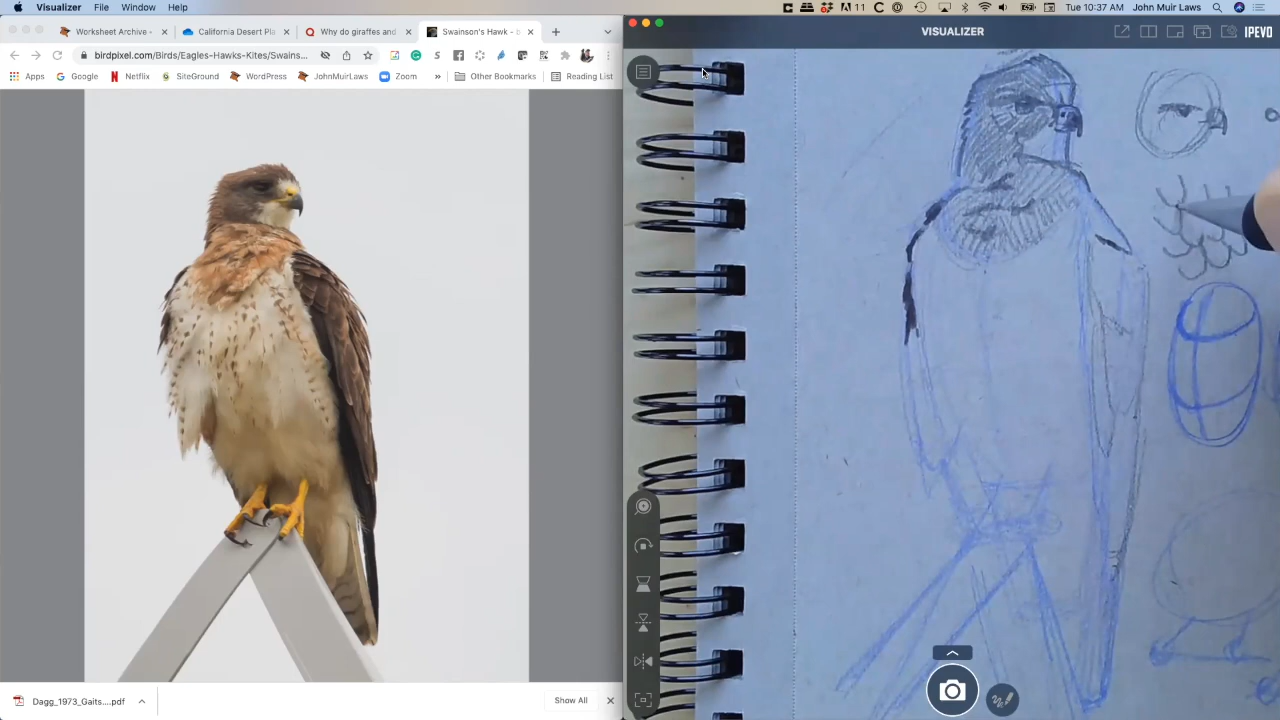 Visualizer File Window Help
11
Tue 10:37 AM John Muir Laws
Worksheet Archive -
California Desert Pla
Why do giraffes and
Swainson's Hawk - b
birdpixel.com/Birds/Eagles-Hawks-Kites/Swains...
Apps Google Netflix SiteGround WordPress JohnMuirLaws Zoom » Other Bookmarks Reading List
VISUALIZER
IPEVO
Dagg_1973_Gaits....pdf
Show All